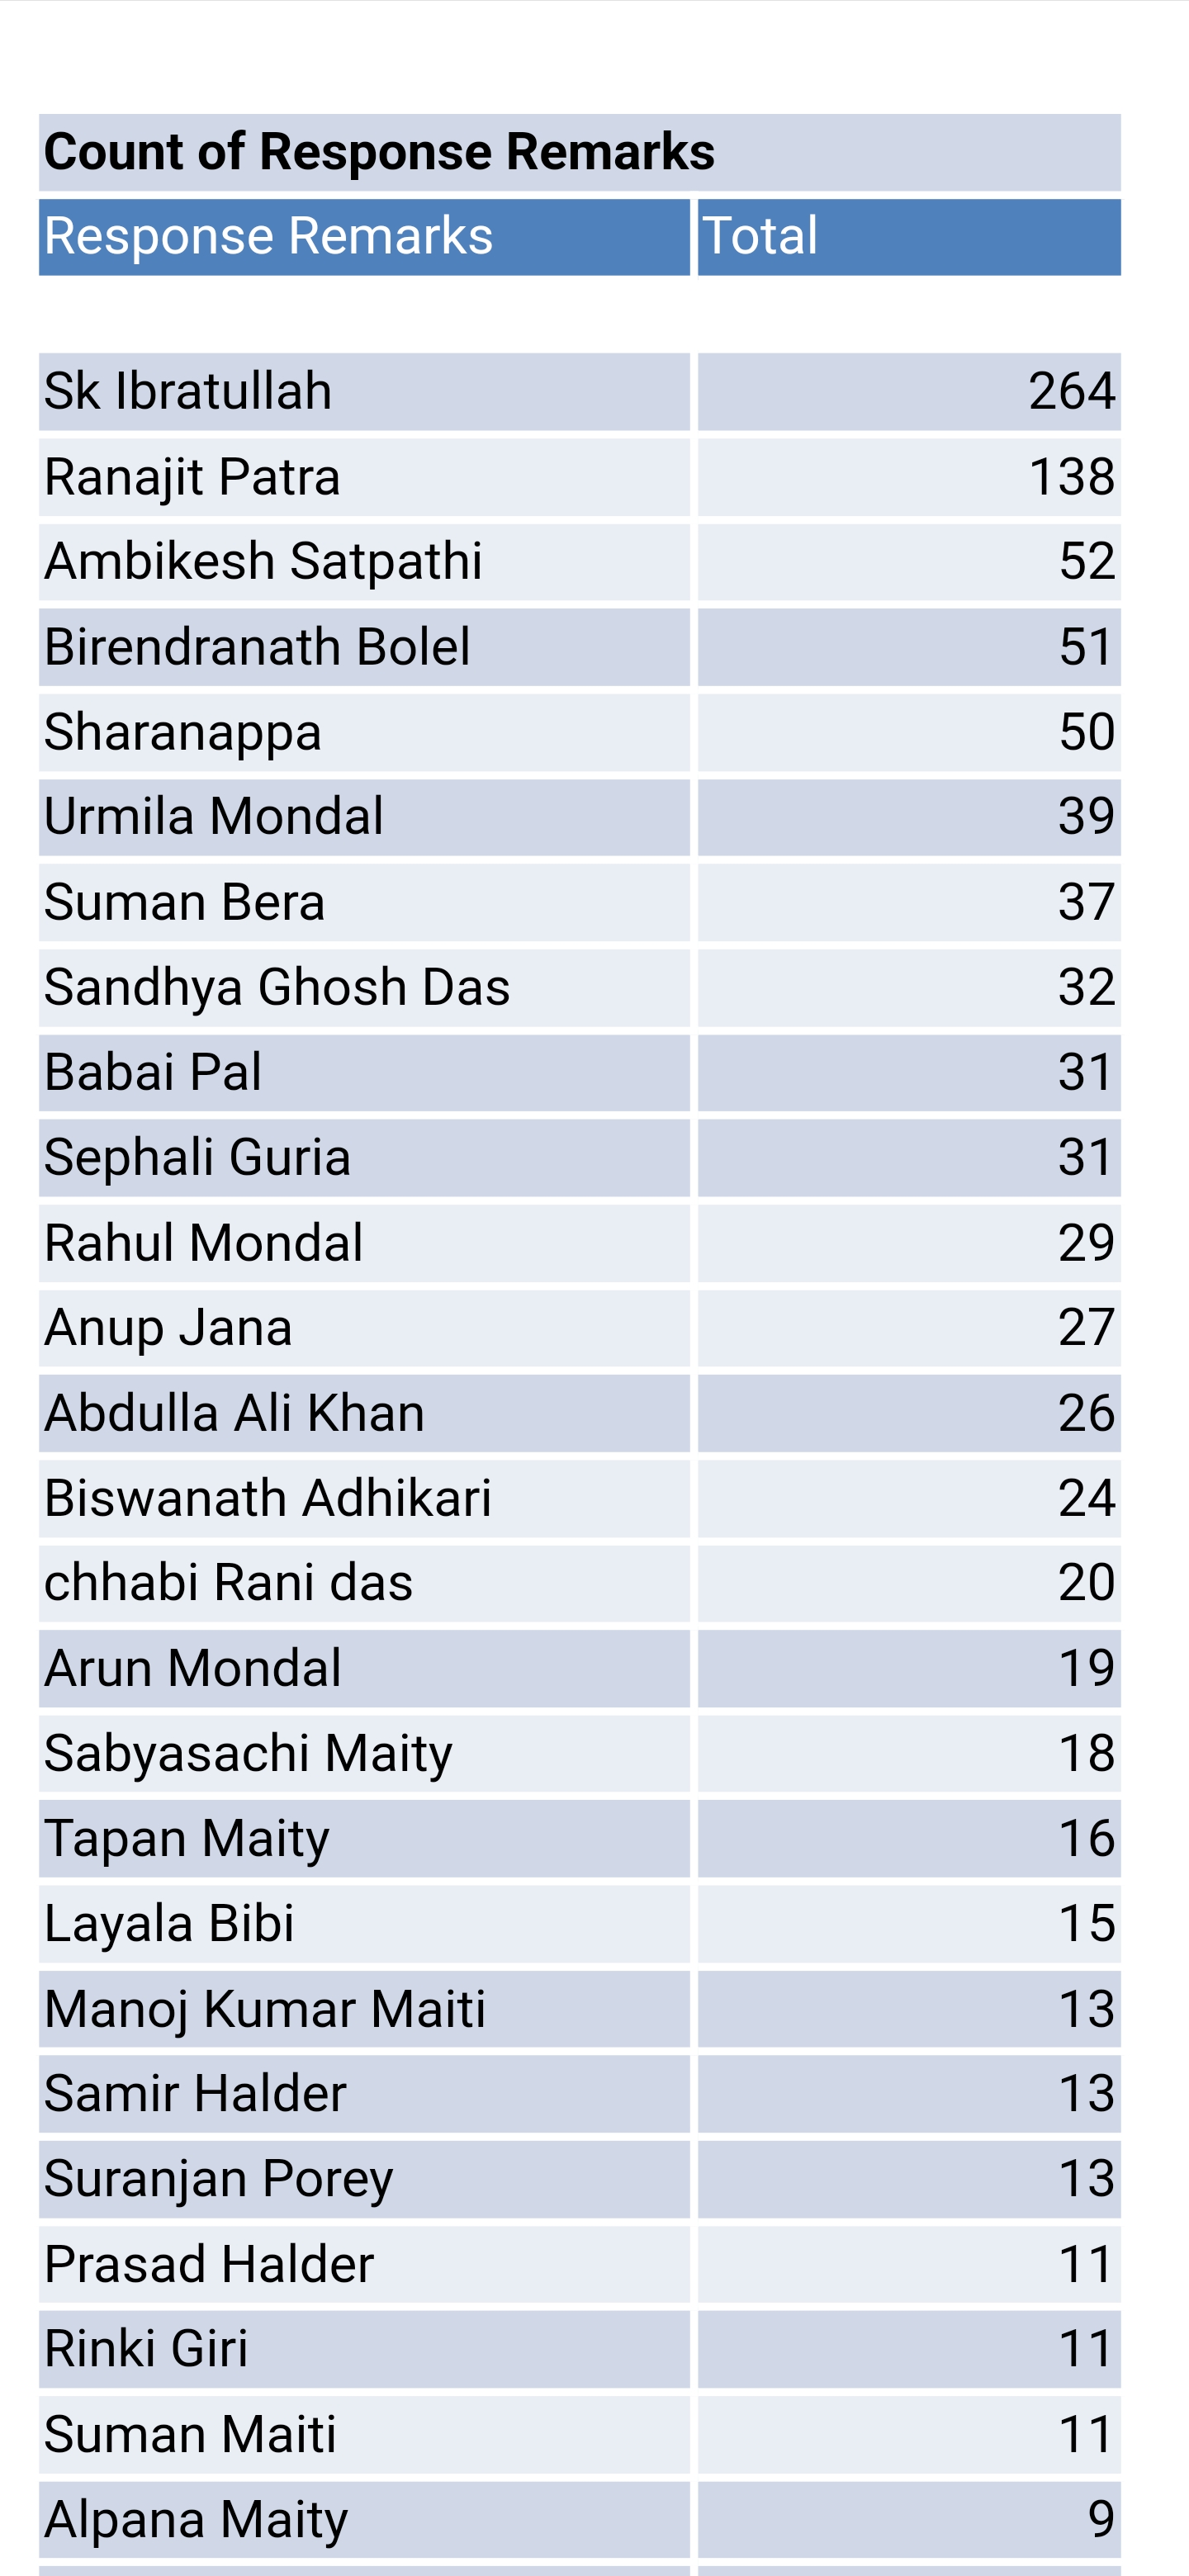 Count of Response Remarks
Response Remarks Total
Sk Ibratullah 264
Ranajit Patra 138
Ambikesh Satpathi 52
Birendranath Bolel 51
Sharanappa 50
Urmila Mondal 39
Suman Bera 37
Sandhya Ghosh Das 32
Babai Pal 31
Sephali Guria 31
Rahul Mondal 29
Anup Jana 27
Abdulla Ali Khan 26
Biswanath Adhikari 24
chhabi Rani das 20
Arun Mondal 19
Sabyasachi Maity 18
Tapan Maity 16
Layala Bibi 15
Manoj Kumar Maiti 13
Samir Halder 13
Suranjan Porey 13
Prasad Halder 11
Rinki Giri 11
Suman Maiti 11
Alpana Maity 9